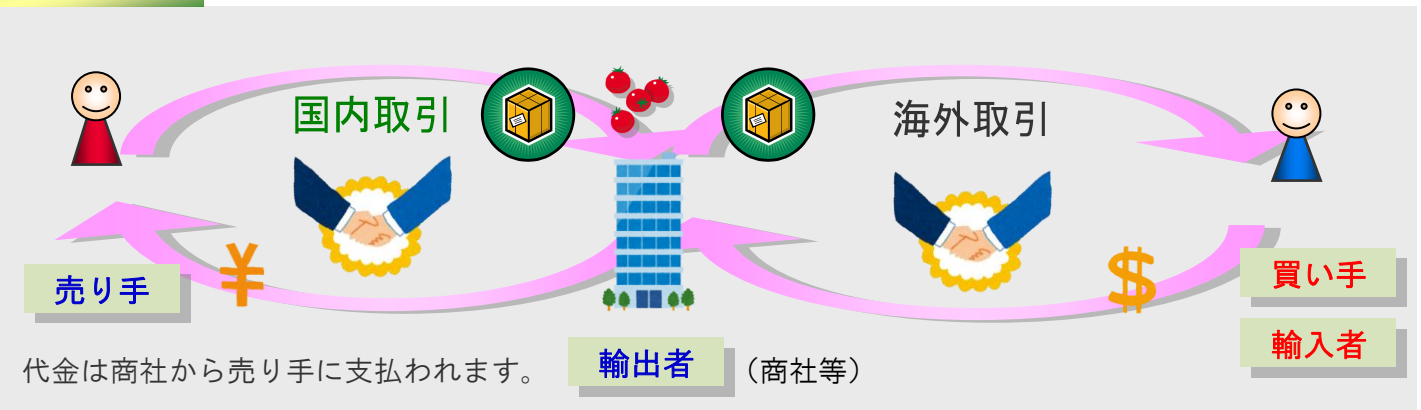 国内取引
海外取引
¥
$
売り手
買い手
輸入者
代金は商社から売り手に支払われます。
輸出者
(商社等)